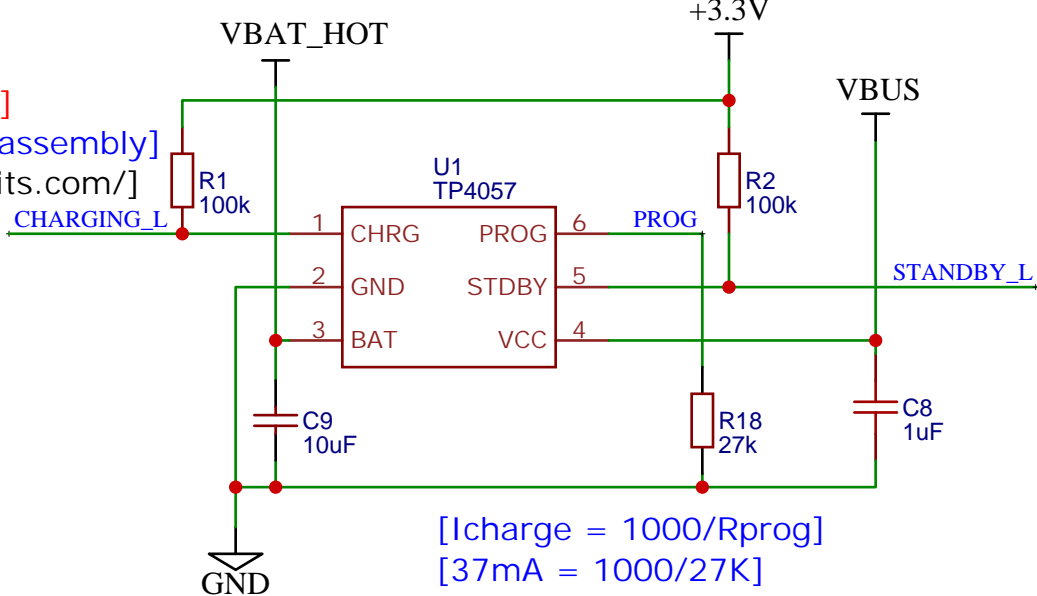 +3.3V
VBAT_HOT
VBUS
]
assembly]
its.com/]
U1
TP4057
R1
100k
R2
100k
CHARGING_L
1
CHRG
PROG
6
PROG
2
GND
STDBY
5
STANDBY_L
3
BAT
VCC
4
C9
10uF
R18
27k
C8
1uF
[Icharge = 1000/Rprog]
[37mA = 1000/27K]
GND